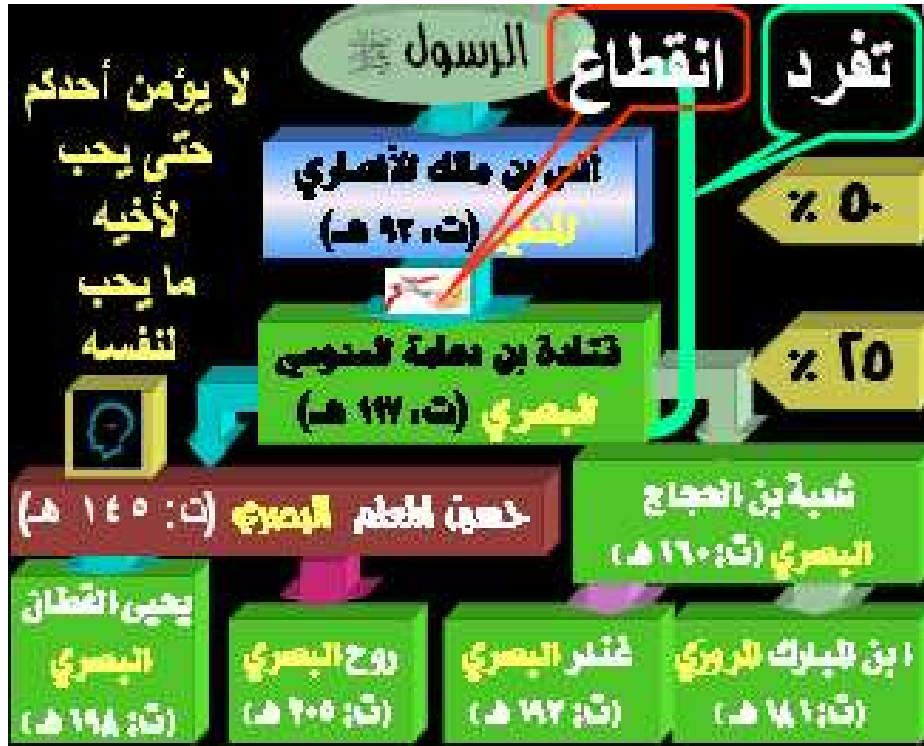 تفرد
انقطاع
الرسول ﷺ
لا يؤمن أحدكم
حتى يحب
لأخيه
ما يحب
لنفسه
أنس بن مالك الأنصاري
(ت: ٩٣ هـ)
٥٠ %
قتادة بن دعامة السدوسي
البصري (ت: ١١٧ هـ)
٢٥ %
شعبة بن الحجاج
البصري (ت: ١٦٠ هـ)
حسين المعلم البصري (ت: ١٤٥ هـ)
ابن المبارك المروزي
(ت: ١٨١ هـ)
غندر البصري
(ت: ١٩٣ هـ)
روح البصري
(ت: ٢٠٥ هـ)
يحيى القطان
البصري
(ت: ١٩٨ هـ)